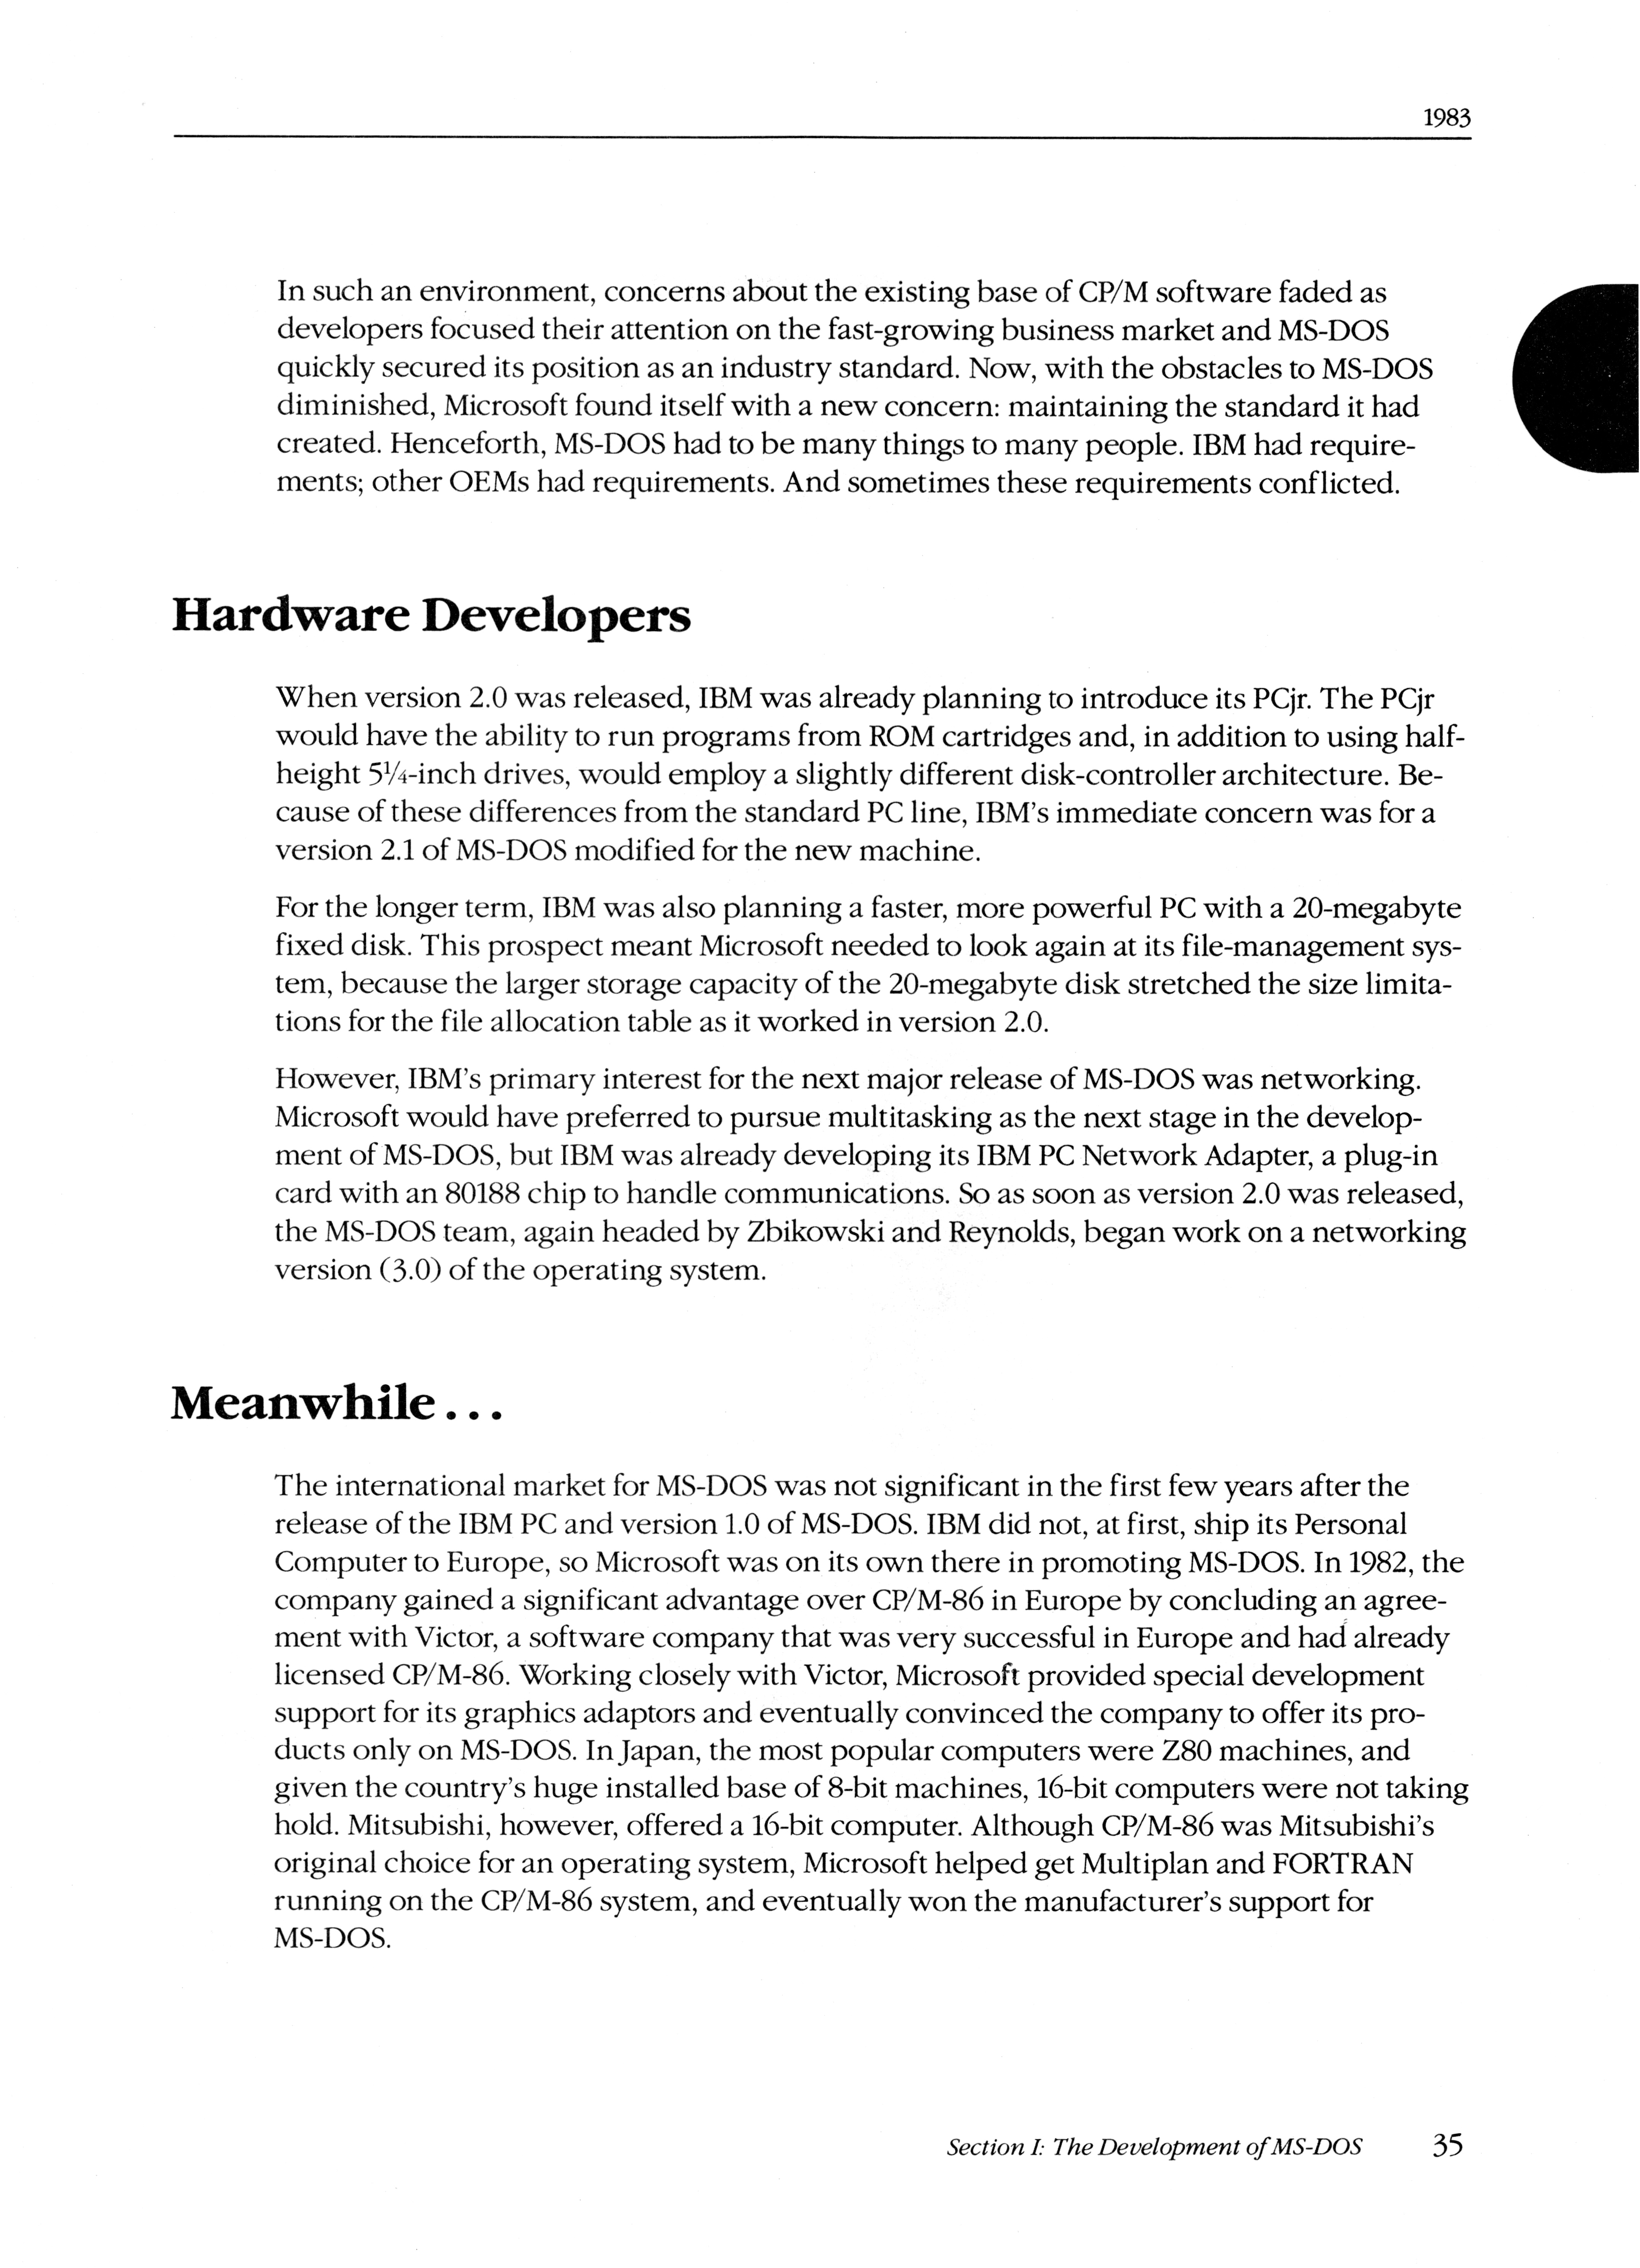 1983
In such an environment, concerns about the existing base of CP/M software faded as
developers focused their attention on the fast-growing business market and MS-DOS
quickly secured its position as an industry standard. Now, with the obstacles to MS-DOS
diminished, Microsoft found itself with a new concern: maintaining the standard it had
created. Henceforth, MS-DOS had to be many things to many people. IBM had require-
ments; other OEMs had requirements. And sometimes these requirements conflicted.
Hardware Developers
When version 2.0 was released, IBM was already planning to introduce its PCjr. The PCjr
would have the ability to run programs from ROM cartridges and, in addition to using half-
height 5¼-inch drives, would employ a slightly different disk-controller architecture. Be-
cause of these differences from the standard PC line, IBM's immediate concern was for a
version 2.1 of MS-DOS modified for the new machine.
For the longer term, IBM was also planning a faster, more powerful PC with a 20-megabyte
fixed disk. This prospect meant Microsoft needed to look again at its file-management sys-
tem, because the larger storage capacity of the 20-megabyte disk stretched the size limita-
tions for the file allocation table as it worked in version 2.0.
However, IBM's primary interest for the next major release of MS-DOS was networking.
Microsoft would have preferred to pursue multitasking as the next stage in the develop-
ment of MS-DOS, but IBM was already developing its IBM PC Network Adapter, a plug-in
card with an 80188 chip to handle communications. So as soon as version 2.0 was released,
the MS-DOS team, again headed by Zbikowski and Reynolds, began work on a networking
version (3.0) of the operating system.
Meanwhile...
The international market for MS-DOS was not significant in the first few years after the
release of the IBM PC and version 1.0 of MS-DOS. IBM did not, at first, ship its Personal
Computer to Europe, so Microsoft was on its own there in promoting MS-DOS. In 1982, the
company gained a significant advantage over CP/M-86 in Europe by concluding an agree-
ment with Victor, a software company that was very successful in Europe and had already
licensed CP/M-86. Working closely with Victor, Microsoft provided special development
support for its graphics adaptors and eventually convinced the company to offer its pro-
ducts only on MS-DOS. In Japan, the most popular computers were Z80 machines, and
given the country's huge installed base of 8-bit machines, 16-bit computers were not taking
hold. Mitsubishi, however, offered a 16-bit computer. Although CP/M-86 was Mitsubishi's
original choice for an operating system, Microsoft helped get Multiplan and FORTRAN
running on the CP/M-86 system, and eventually won the manufacturer's support for
MS-DOS.
Section I: The Development of MS-DOS 35